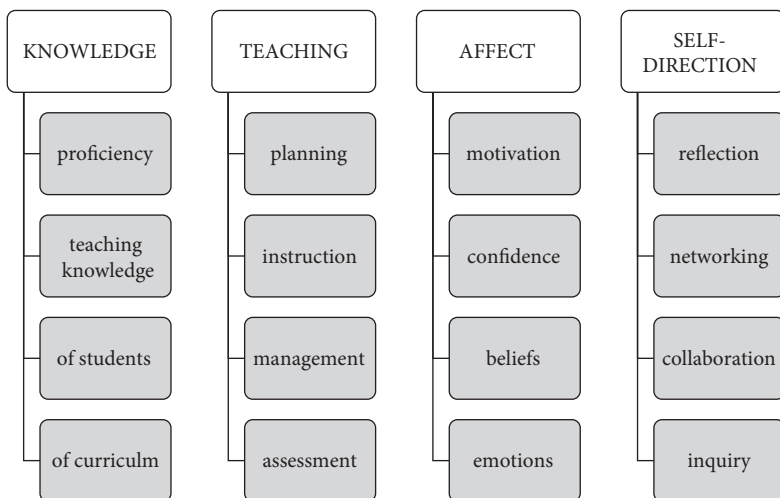 KNOWLEDGE
proficiency
teaching
knowledge
of students
of curriculm
TEACHING
planning
instruction
management
assessment
AFFECT
motivation
confidence
beliefs
emotions
SELF-
DIRECTION
reflection
networking
collaboration
inquiry